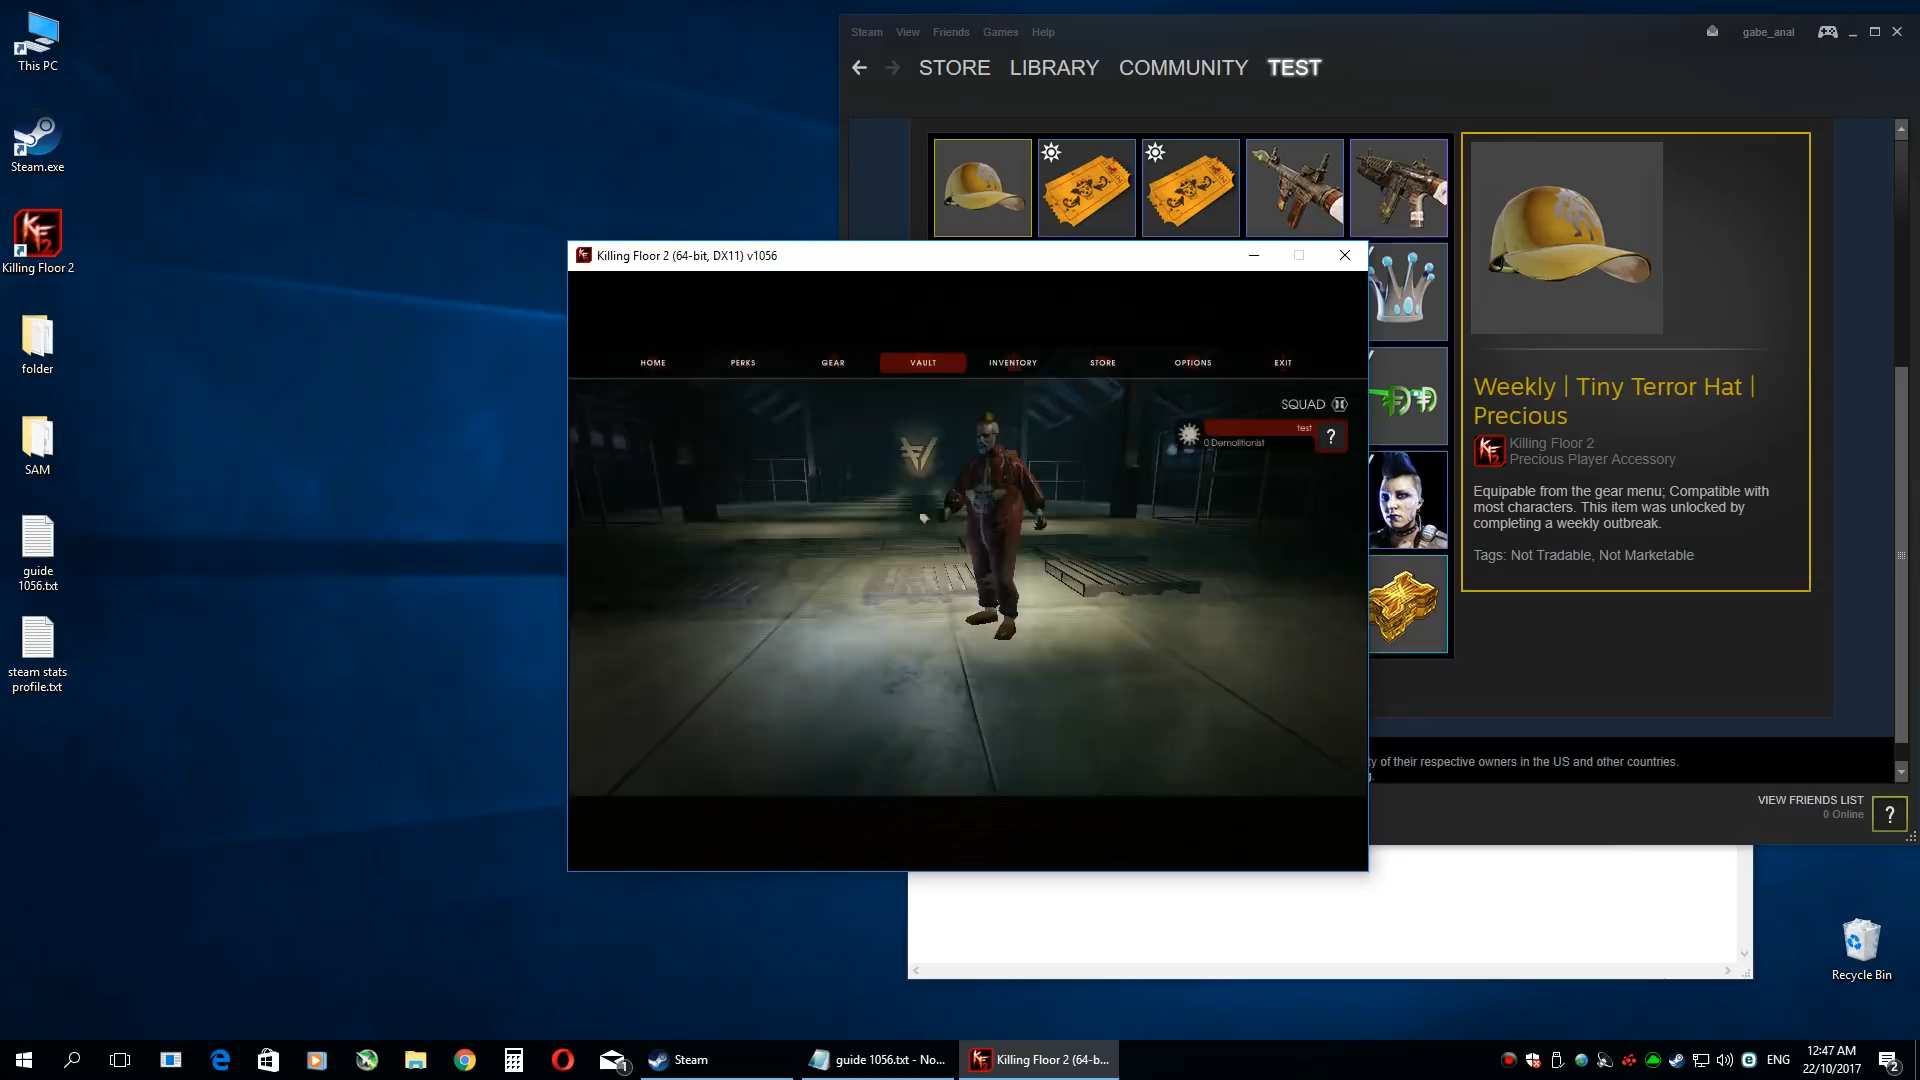 This PC
Steam.exe
Killing Floor 2
folder
SAM
guide
1056.txt
steam stats
profile.txt
Steam View Friends Games Help
gabe_anal
STORE LIBRARY COMMUNITY TEST
Killing Floor 2 (64-bit, DX11) v1056
HOME PERKS GEAR VAULT INVENTORY STORE OPTIONS EXIT
SQUAD
test
0 Demolitionist
?
Weekly | Tiny Terror Hat |
Precious
Killing Floor 2
Precious Player Accessory
Equipable from the gear menu; Compatible with
most characters. This item was unlocked by
completing a weekly outbreak.
Tags: Not Tradable, Not Marketable
ty of their respective owners in the US and other countries.
VIEW FRIENDS LIST
0 Online
?
Recycle Bin
1
Steam
guide 1056.txt - No...
Killing Floor 2 (64-b...
ENG
12:47 AM
22/10/2017
2